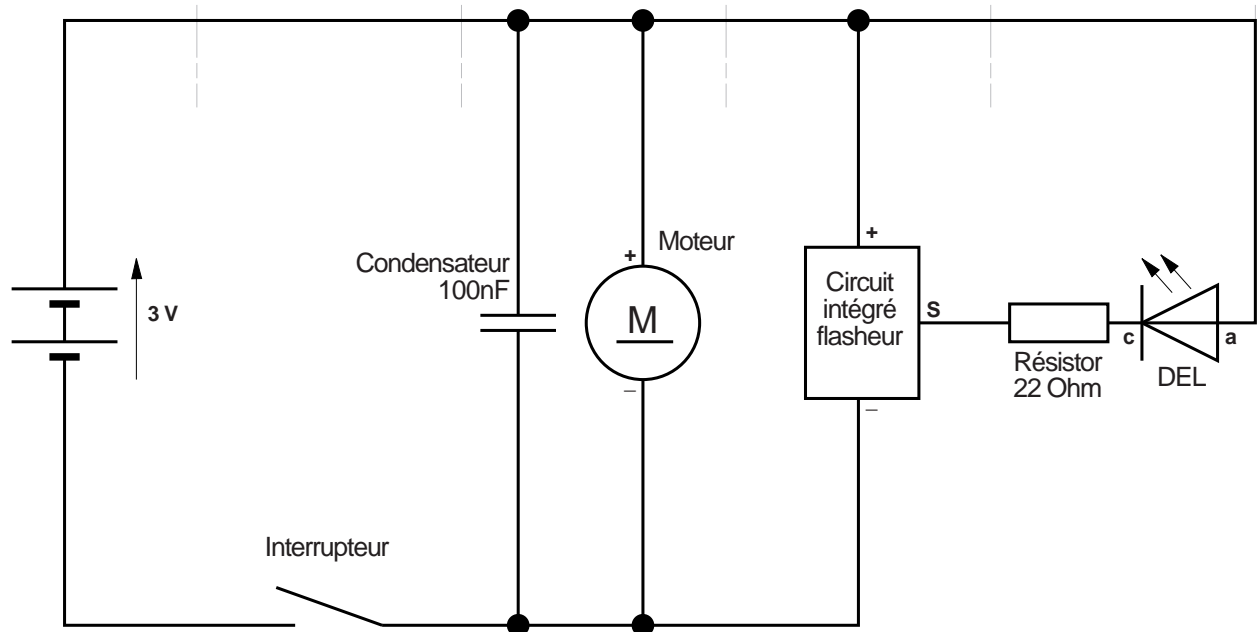 +
Moteur
Condensateur
100nF
3 V
M
–
+
Circuit
intégré
flasheur
S
–
Résistor
22 Ohm
c
a
DEL
Interrupteur